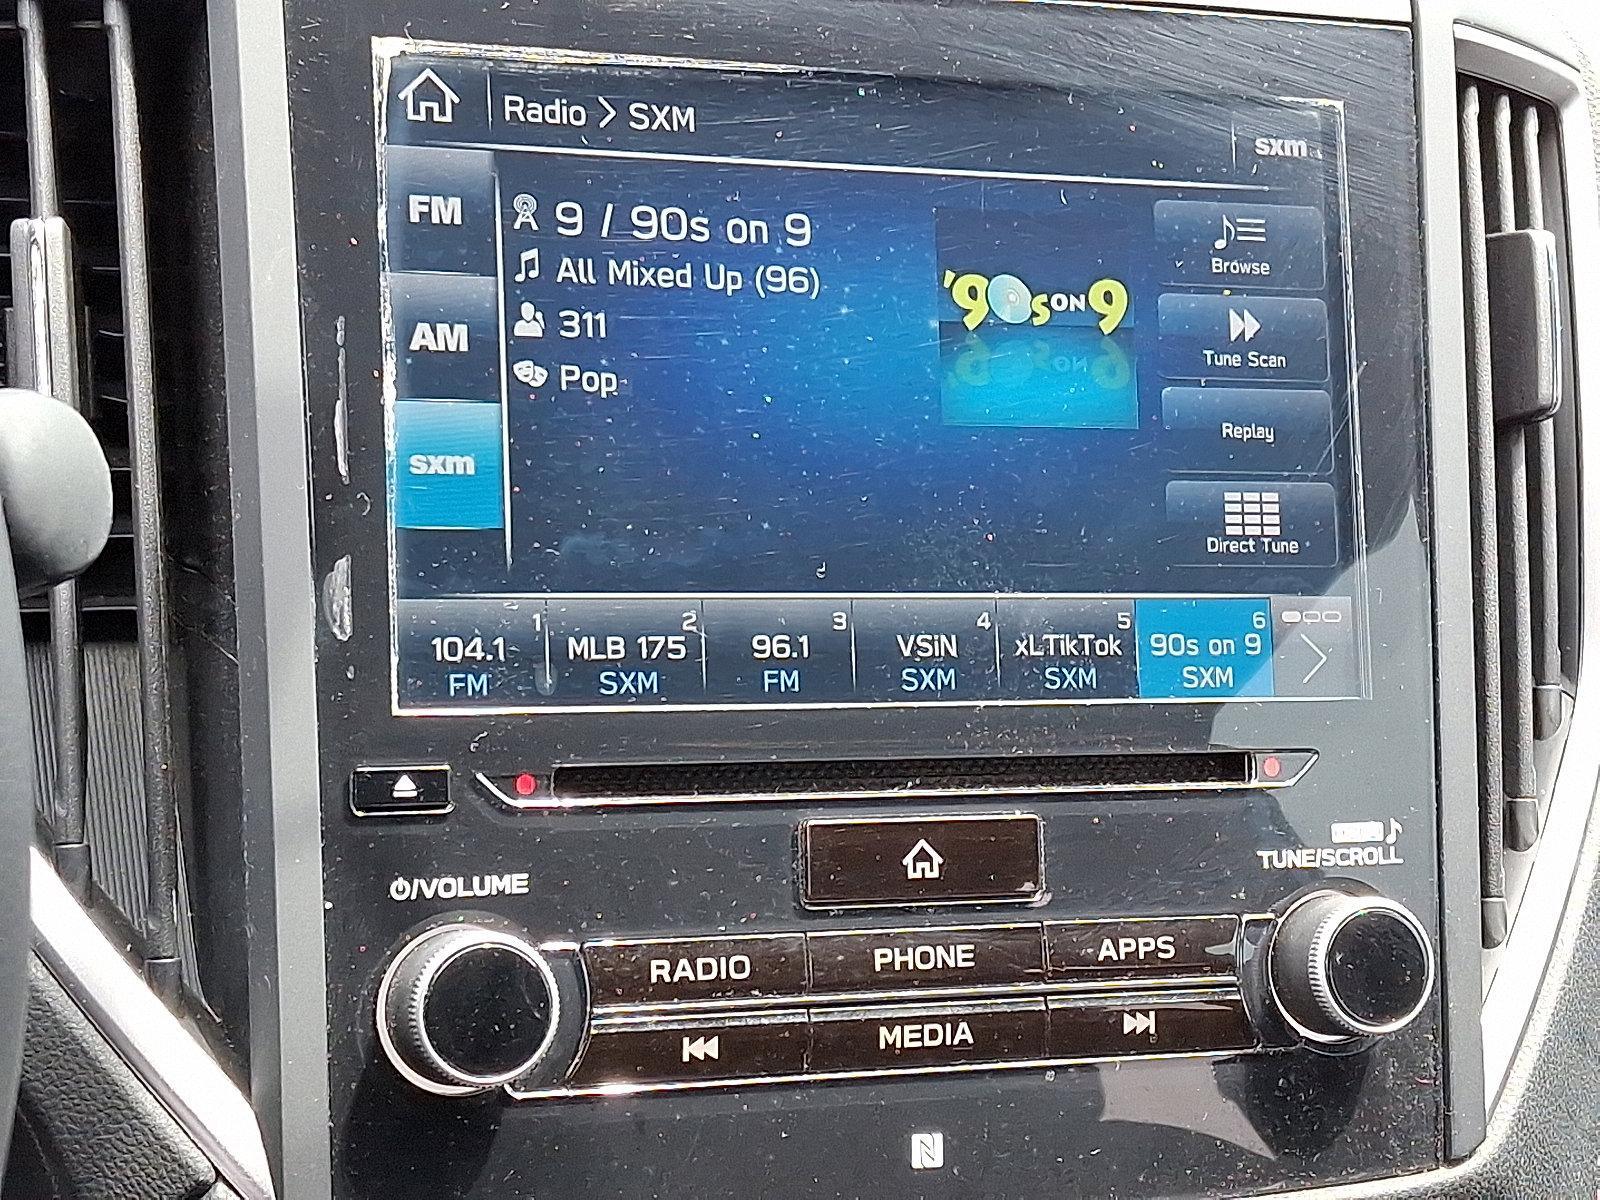 Radio > SXM
sxm
FM
AM
sxm
9 / 90s on 9
All Mixed Up (96)
311
Pop
'90s ON 9
Browse
Tune Scan
Replay
Direct Tune
1
104.1
FM
2
MLB 175
SXM
3
96.1
FM
4
VSiN
SXM
5
xLTikTok
SXM
6
90s on 9
SXM
/VOLUME
TUNE/SCROLL
RADIO
PHONE
APPS
MEDIA